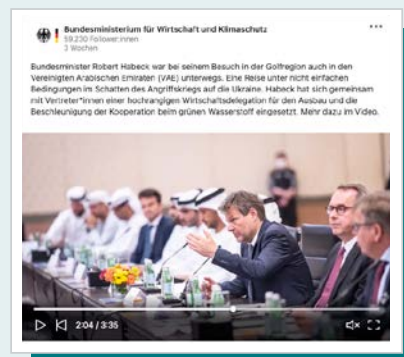 Bundesministerium für Wirtschaft und Klimaschutz
59.230 Follower:innen
3 Wochen
Bundesminister Robert Habeck war bei seinem Besuch in der Golfregion auch in den
Vereinigten Arabischen Emiraten (VAE) unterwegs. Eine Reise unter nicht einfachen
Bedingungen im Schatten des Angriffskriegs auf die Ukraine. Habeck hat sich gemeinsam
mit Vertreter*innen einer hochrangigen Wirtschaftsdelegation für den Ausbau und die
Beschleunigung der Kooperation beim grünen Wasserstoff eingesetzt. Mehr dazu im Video.
2:04 / 3:35